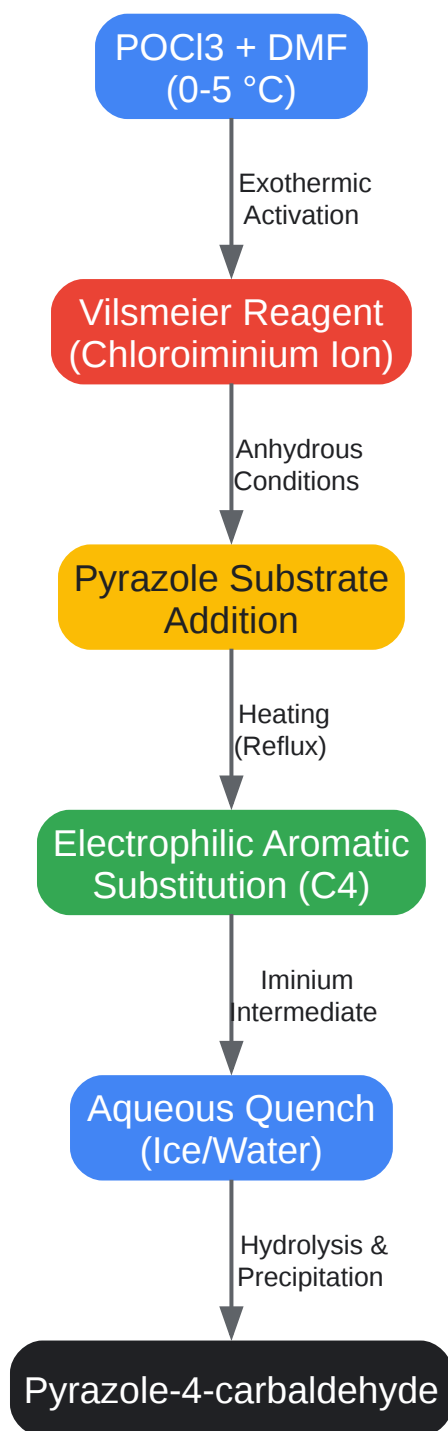 POCl3 + DMF
(0-5 °C)
Exothermic
Activation
Vilsmeier Reagent
(Chloroiminium Ion)
Anhydrous
Conditions
Pyrazole Substrate
Addition
Heating
(Reflux)
Electrophilic Aromatic
Substitution (C4)
Iminium
Intermediate
Aqueous Quench
(Ice/Water)
Hydrolysis &
Precipitation
Pyrazole-4-carbaldehyde